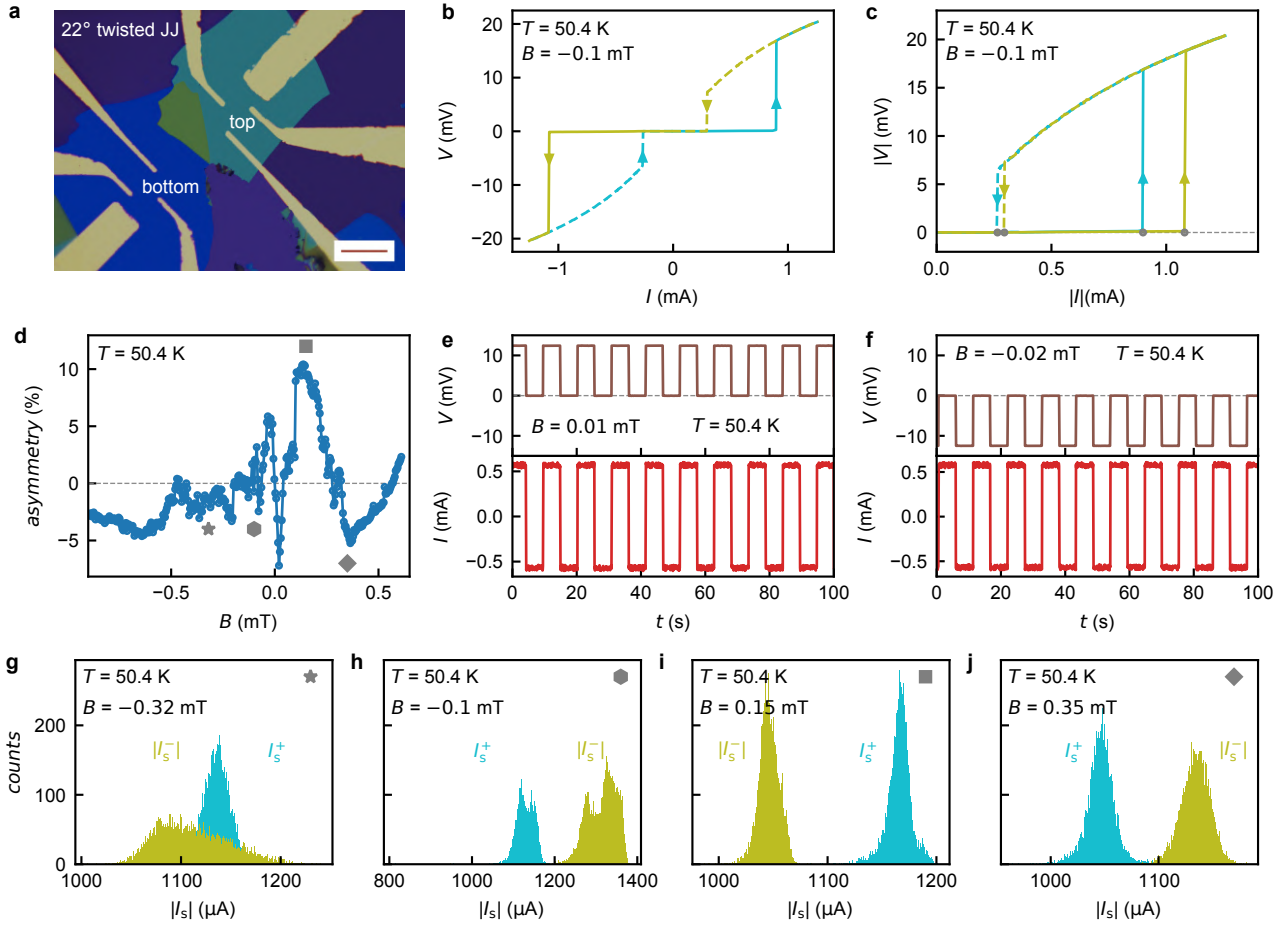 a
22° twisted JJ
top
bottom
b
T = 50.4 K
B = −0.1 mT
20
10
0
−10
−20
V (mV)
−1
0
1
I (mA)
c
T = 50.4 K
B = −0.1 mT
20
15
10
5
0
|V| (mV)
0.0
0.5
1.0
|I|(mA)
d
T = 50.4 K
10
5
0
−5
asymmetry (%)
−0.5
0.0
0.5
B (mT)
e
10
0
V (mV)
B = 0.01 mT
T = 50.4 K
0.5
0.0
−0.5
I (mA)
0
20
40
60
80
100
t (s)
f
B = −0.02 mT
T = 50.4 K
0
−10
V (mV)
0.5
0.0
−0.5
I (mA)
0
20
40
60
80
100
t (s)
g
T = 50.4 K
B = −0.32 mT
|I_s^−|
I_s^+
200
100
0
counts
1000
1100
1200
|I_s| (μA)
h
T = 50.4 K
B = −0.1 mT
I_s^+
|I_s^−|
800
1000
1200
1400
|I_s| (μA)
i
T = 50.4 K
B = 0.15 mT
|I_s^−|
I_s^+
1000
1100
1200
|I_s| (μA)
j
T = 50.4 K
B = 0.35 mT
I_s^+
|I_s^−|
1000
1100
|I_s| (μA)